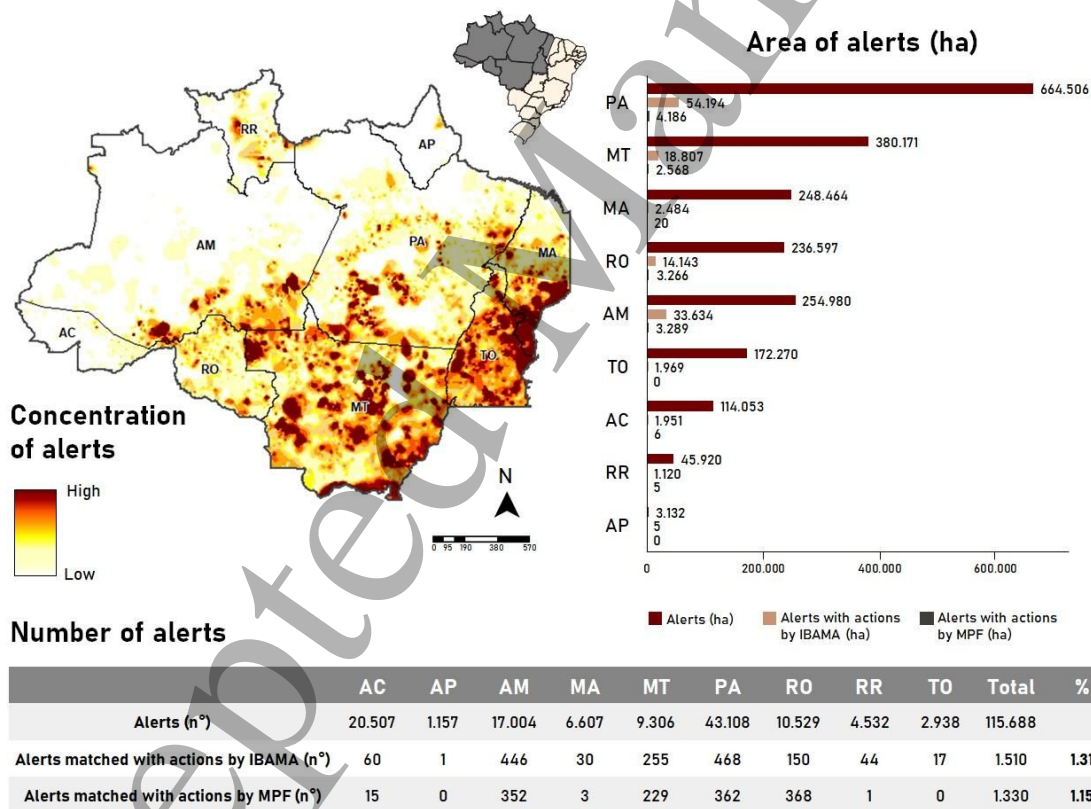 Area of alerts (ha)
PA
664.506
54.194
4.186
MT
380.171
18.807
2.568
MA
248.464
2.484
20
RO
236.597
14.143
3.266
AM
254.980
33.634
3.289
TO
172.270
1.969
0
AC
114.053
1.951
6
RR
45.920
1.120
5
AP
3.132
5
0
0 200.000 400.000 600.000
Alerts (ha)
Alerts with actions by IBAMA (ha)
Alerts with actions by MPF (ha)
RR
AP
AM
PA
MA
AC
RO
TO
MT
Concentration
of alerts
High
Low
N
0 95 190 380 570
Number of alerts
AC AP AM MA MT PA RO RR TO Total %
Alerts (n°) 20.507 1.157 17.004 6.607 9.306 43.108 10.529 4.532 2.938 115.688
Alerts matched with actions by IBAMA (n°) 60 1 446 30 255 468 150 44 17 1.510 1.31
Alerts matched with actions by MPF (n°) 15 0 352 3 229 362 368 1 0 1.330 1.15